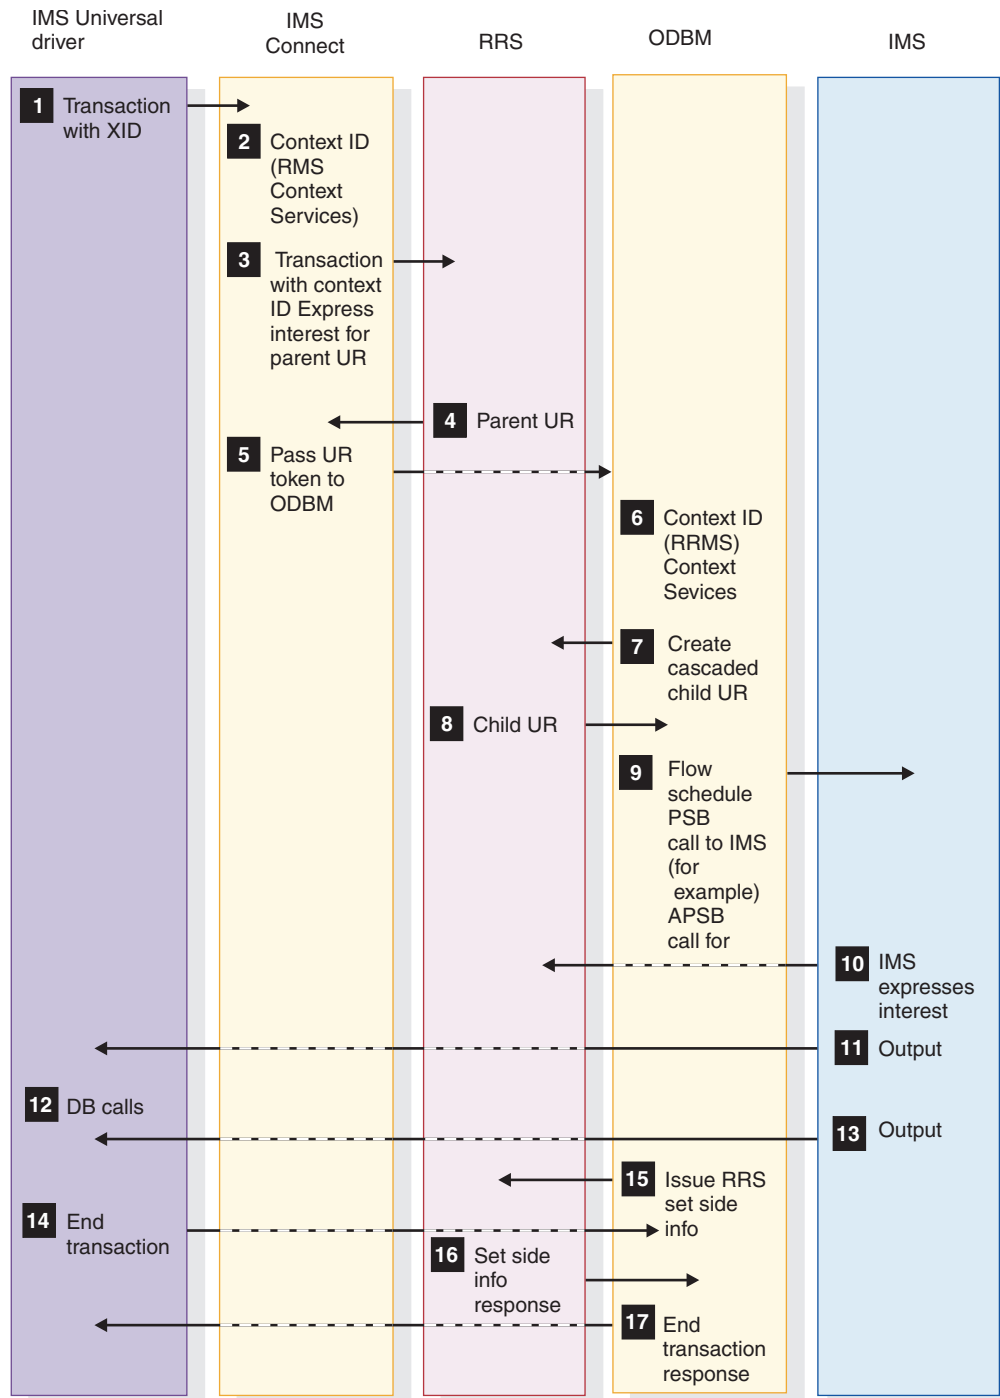 IMS Universal
driver
IMS
Connect
RRS
ODBM
IMS
1 Transaction
with XID
2 Context ID
(RMS
Context
Services)
3 Transaction
with context
ID Express
interest for
parent UR
4 Parent UR
5 Pass UR
token to
ODBM
6 Context ID
(RRMS)
Context
Sevices
7 Create
cascaded
child UR
8 Child UR
9 Flow
schedule
PSB
call to IMS
(for
example)
APSB
call for
10 IMS
expresses
interest
11 Output
12 DB calls
13 Output
15 Issue RRS
set side
info
14 End
transaction
16 Set side
info
response
17 End
transaction
response